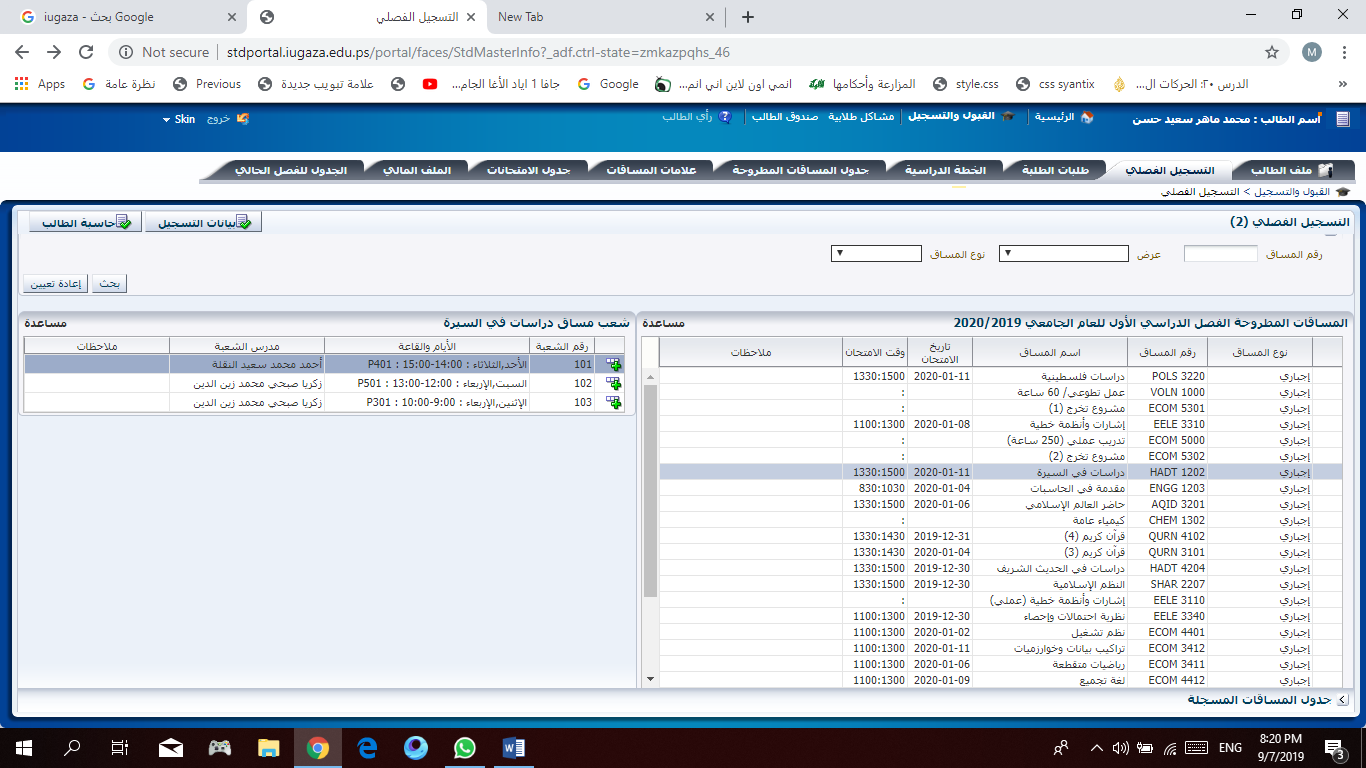 iugaza - بحث Google
التسجيل الفصلي
New Tab
Not secure
stdportal.iugaza.edu.ps/portal/faces/StdMasterInfo?_adf.ctrl-state=zmkazpqhs_46
M
Apps نظرة عامة Previous علامة تبويب جديدة جافا 1 اياد الأغا الجام... Google انمي اون لاين اني انم... المزارعة وأحكامها style.css css syantix الدرس ٢٠: الحركات ال... »
أسم الطالب : محمد ماهر سعيد حسن
الرئيسية القبول والتسجيل مشاكل طلابية صندوق الطالب رأي الطالب
خروج Skin
ملف الطالب التسجيل الفصلي طلبات الطلبة الخطة الدراسية جدول المساقات المطروحة علامات المساقات جدول الامتحانات الملف المالي الجدول للفصل الحالي
القبول والتسجيل > التسجيل الفصلي
التسجيل الفصلي (2) بيانات التسجيل حاسبة الطالب
رقم المساق عرض نوع المساق
بحث إعادة تعيين
المساقات المطروحة الفصل الدراسي الأول للعام الجامعي 2020/2019 مساعدة
نوع المساق رقم المساق اسم المساق تاريخ الامتحان وقت الامتحان ملاحظات
إجباري POLS 3220 دراسات فلسطينية 2020-01-11 1330:1500
إجباري VOLN 1000 عمل تطوعي/ 60 ساعة :
إجباري ECOM 5301 مشروع تخرج (1) :
إجباري EELE 3310 إشارات وأنظمة خطية 2020-01-08 1100:1300
إجباري ECOM 5000 تدريب عملي (250 ساعة) :
إجباري ECOM 5302 مشروع تخرج (2) :
إجباري HADT 1202 دراسات في السيرة 2020-01-11 1330:1500
إجباري ENGG 1203 مقدمة في الحاسبات 2020-01-04 830:1030
إجباري AQID 3201 حاضر العالم الإسلامي 2020-01-06 1330:1500
إجباري CHEM 1302 كيمياء عامة :
إجباري QURN 4102 قرآن كريم (4) 2019-12-31 1330:1430
إجباري QURN 3101 قرآن كريم (3) 2020-01-04 1330:1430
إجباري HADT 4204 دراسات في الحديث الشريف 2019-12-30 1330:1500
إجباري SHAR 2207 النظم الإسلامية 2019-12-30 1330:1500
إجباري EELE 3110 إشارات وأنظمة خطية (عملي) :
إجباري EELE 3340 نظرية احتمالات وإحصاء 2019-12-30 1100:1300
إجباري ECOM 4401 نظم تشغيل 2020-01-02 1100:1300
إجباري ECOM 3412 تراكيب بيانات وخوارزميات 2020-01-11 1100:1300
إجباري ECOM 3411 رياضيات متقطعة 2020-01-06 1100:1300
إجباري ECOM 4412 لغة تجميع 2020-01-09 1100:1300
شعب مساق دراسات في السيرة مساعدة
رقم الشعبة الأيام والقاعة مدرس الشعبة ملاحظات
101 الأحد,الثلاثاء : 14:00-15:00 : P401 أحمد محمد سعيد النقلة
102 السبت,الإربعاء : 12:00-13:00 : P501 زكريا صبحي محمد زين الدين
103 الإثنين,الإربعاء : 9:00-10:00 : P301 زكريا صبحي محمد زين الدين
جدول المساقات المسجلة
ENG
8:20 PM
9/7/2019
3